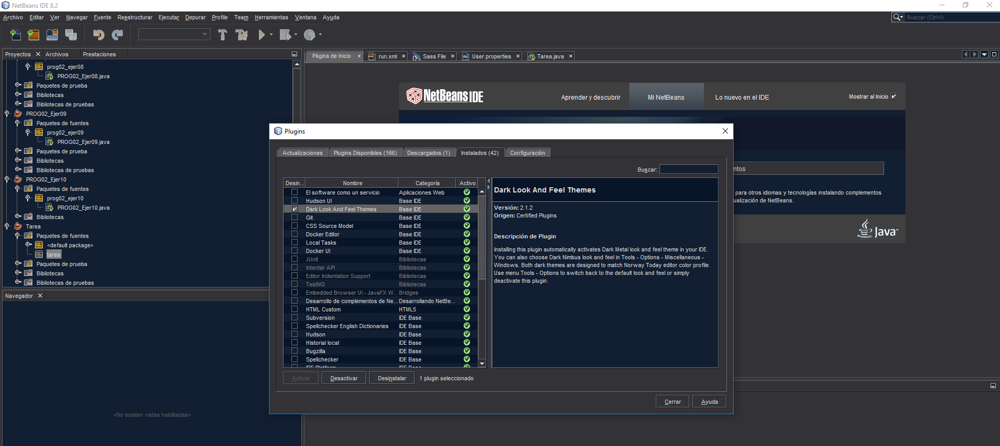 NetBeans IDE 8.2
Archivo Editar Ver Navegar Fuente Reestructurar Ejecutar Depurar Profile Team Herramientas Ventana Ayuda
Buscar (Ctrl+I)
Proyectos Archivos Prestaciones
prog02_ejer08
PROG02_Ejer08.java
Paquetes de prueba
Bibliotecas
Bibliotecas de pruebas
PROG02_Ejer09
Paquetes de fuentes
prog02_ejer09
PROG02_Ejer09.java
Paquetes de prueba
Bibliotecas
Bibliotecas de pruebas
PROG02_Ejer10
Paquetes de fuentes
prog02_ejer10
PROG02_Ejer10.java
Bibliotecas
Tarea
Paquetes de fuentes
<default package>
tarea
Paquetes de prueba
Bibliotecas
Bibliotecas de pruebas
Navegador
<No existen vistas habilitadas>
Página de Inicio run.xml Sass File User.properties Tarea.java
NetBeans IDE
Aprender y descubrir Mi NetBeans Lo nuevo en el IDE Mostrar al Inicio
ntos
para otros idiomas y tecnologías instalando complementos
ualización de NetBeans.
Java™
Plugins
Actualizaciones Plugins Disponibles (166) Descargados (1) Instalados (42) Configuración
Buscar:
Desin... Nombre Categoría Activo
El software como un servicio Aplicaciones Web
Hudson UI Base IDE
Dark Look And Feel Themes Base IDE
Git Base IDE
CSS Source Model Base IDE
Docker Editor Base IDE
Local Tasks Base IDE
Docker UI Base IDE
JUnit Bibliotecas
Intentar API Bibliotecas
Editor Indentation Support Bibliotecas
TestNG Bibliotecas
Embedded Browser UI - JavaFX W... Bridges
Desarrollo de complementos de Ne... Desarrollando NetBe...
HTML Custom HTML5
Subversion IDE Base
Spellchecker English Dictionaries IDE Base
Hudson IDE Base
Historial local IDE Base
Bugzilla IDE Base
Spellchecker IDE Base
IDE Platform IDE Base
Dark Look And Feel Themes
Versión: 2.1.2
Origen: Certified Plugins
Descripción de Plugin
Installing this plugin automatically activates Dark Metal look and feel theme in your IDE.
You can also choose Dark Nimbus look and feel in Tools - Options - Miscellaneous -
Windows. Both dark themes are designed to match Norway Today editor color profile.
Use menu Tools - Options to switch back to the default look and feel or simply
deactivate this plugin.
Activar Desactivar Desinstalar 1 plugin seleccionado
Cerrar Ayuda